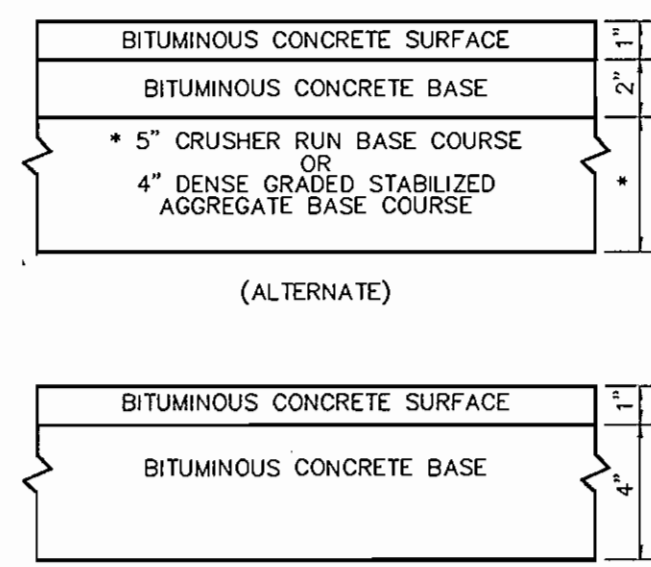 BITUMINOUS CONCRETE SURFACE
1"
BITUMINOUS CONCRETE BASE
2"
* 5" CRUSHER RUN BASE COURSE
OR
4" DENSE GRADED STABILIZED
AGGREGATE BASE COURSE
*
(ALTERNATE)
BITUMINOUS CONCRETE SURFACE
1"
BITUMINOUS CONCRETE BASE
4"